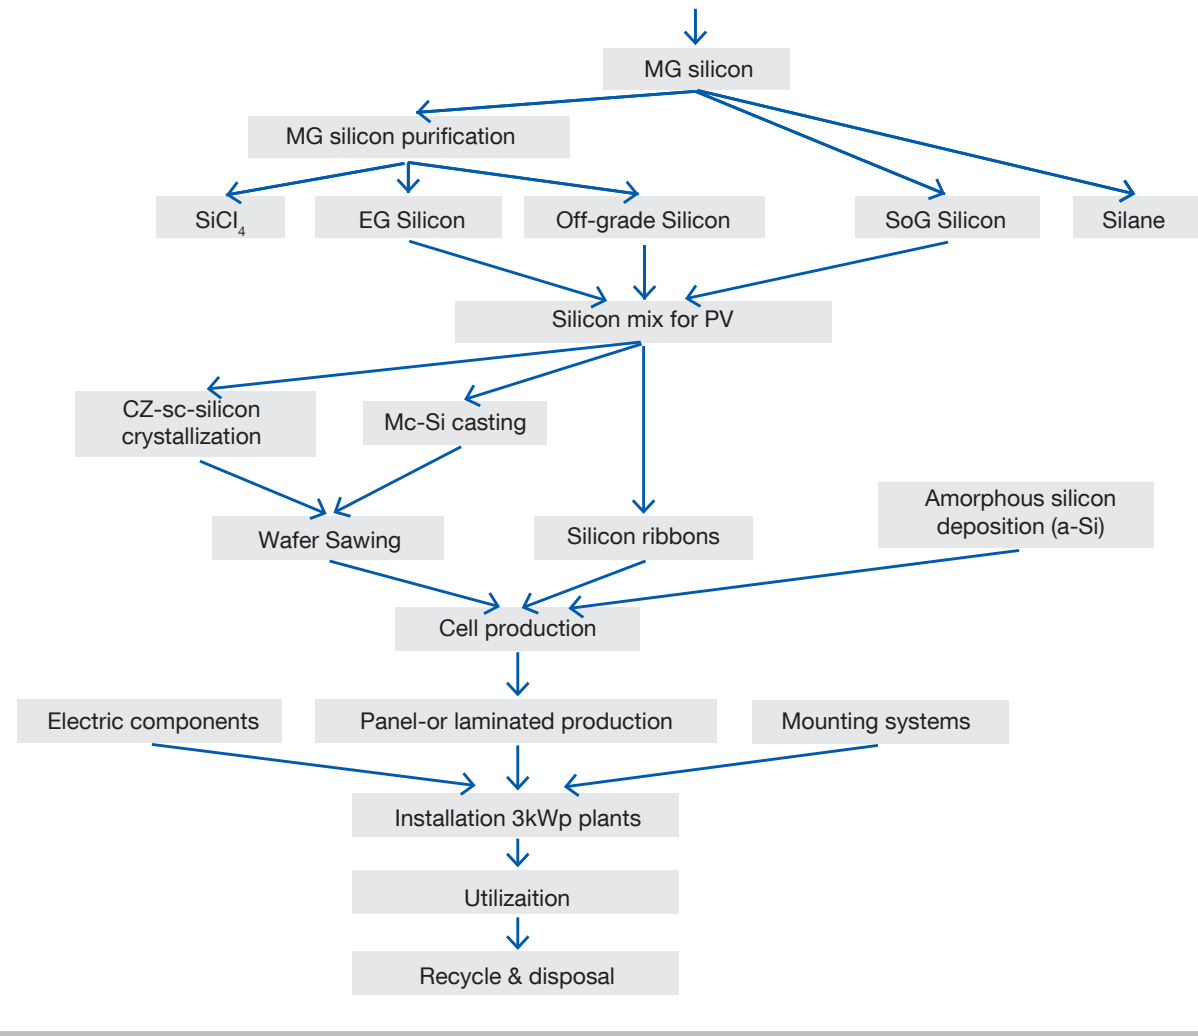 MG silicon
MG silicon purification
SiCl4
EG Silicon
Off-grade Silicon
SoG Silicon
Silane
Silicon mix for PV
CZ-sc-silicon
crystallization
Mc-Si casting
Amorphous silicon
deposition (a-Si)
Wafer Sawing
Silicon ribbons
Cell production
Electric components
Panel-or laminated production
Mounting systems
Installation 3kWp plants
Utilizaition
Recycle & disposal